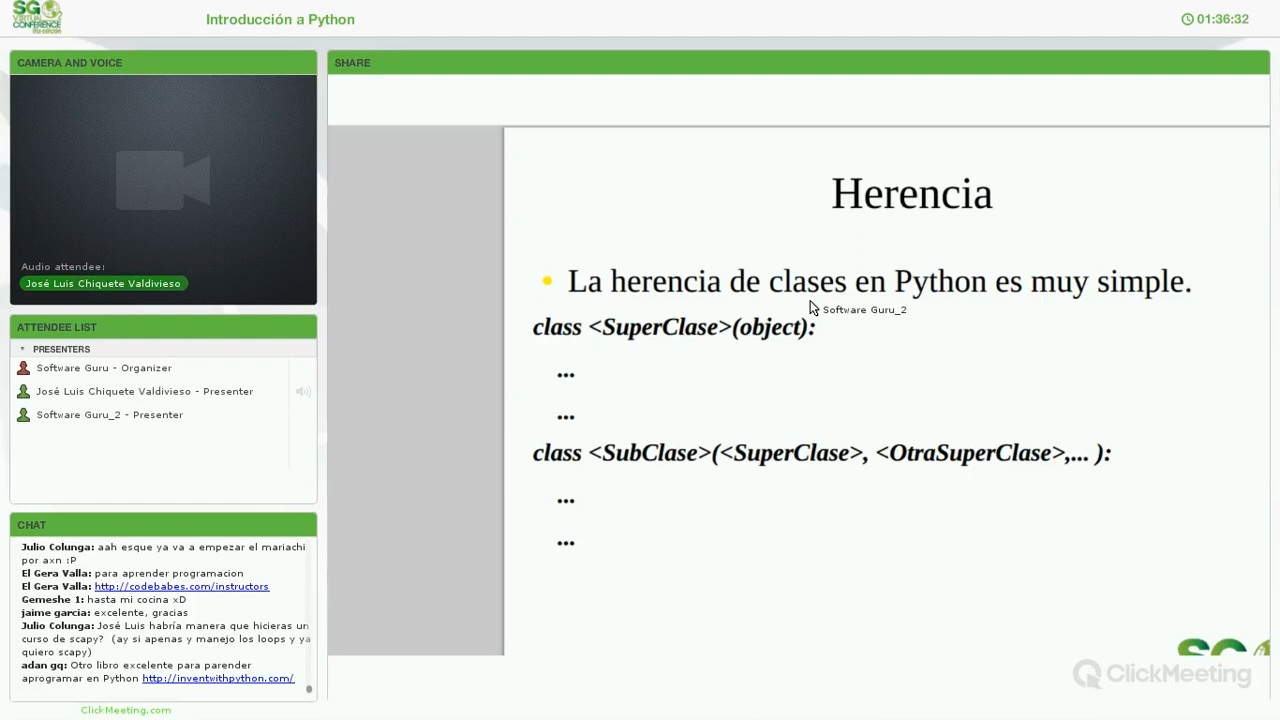 SG
VIRTUAL
CONFERENCE
Introducción a Python
01:36:32
CAMERA AND VOICE
Audio attendee:
José Luis Chiquete Valdivieso
ATTENDEE LIST
PRESENTERS
Software Guru - Organizer
José Luis Chiquete Valdivieso - Presenter
Software Guru_2 - Presenter
CHAT
Julio Colunga: aah esque ya va a empezar el mariachi
por axn :P
El Gera Valla: para aprender programacion
El Gera Valla: http://codebabes.com/instructors
Gemeshe 1: hasta mi cocina xD
jaime garcia: excelente, gracias
Julio Colunga: José Luis habría manera que hicieras un
curso de scapy? (ay si apenas y manejo los loops y ya
quiero scapy)
adan gq: Otro libro excelente para parender
aprogramar en Python http://inventwithpython.com/
ClickMeeting.com
SHARE
Herencia
• La herencia de clases en Python es muy simple.
Software Guru_2
class <SuperClase>(object):
...
...
class <SubClase>(<SuperClase>, <OtraSuperClase>,... ):
...
...
SG
ClickMeeting